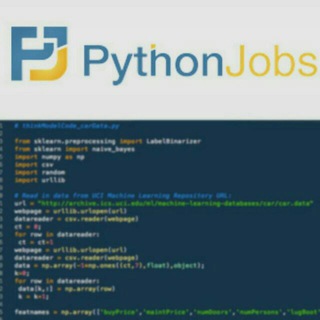 PythonJobs
# thinkModelCode_carData.py
from sklearn.preprocessing import LabelBinarizer
from sklearn import naive_bayes
import numpy as np
import csv
import random
import urllib
# Read in data from UCI Machine Learning Repository URL:
url = "http://archive.ics.uci.edu/ml/machine-learning-databases/car/car.data"
webpage = urllib.urlopen(url)
datareader = csv.reader(webpage)
ct = 0;
for row in datareader:
ct = ct+1
webpage = urllib.urlopen(url)
datareader = csv.reader(webpage)
data = np.array(-1*np.ones((ct,7),float),object);
k=0;
for row in datareader:
data[k,:] = np.array(row)
k = k+1;
featnames = np.array(['buyPrice','maintPrice','numDoors','numPersons','lugBoot'